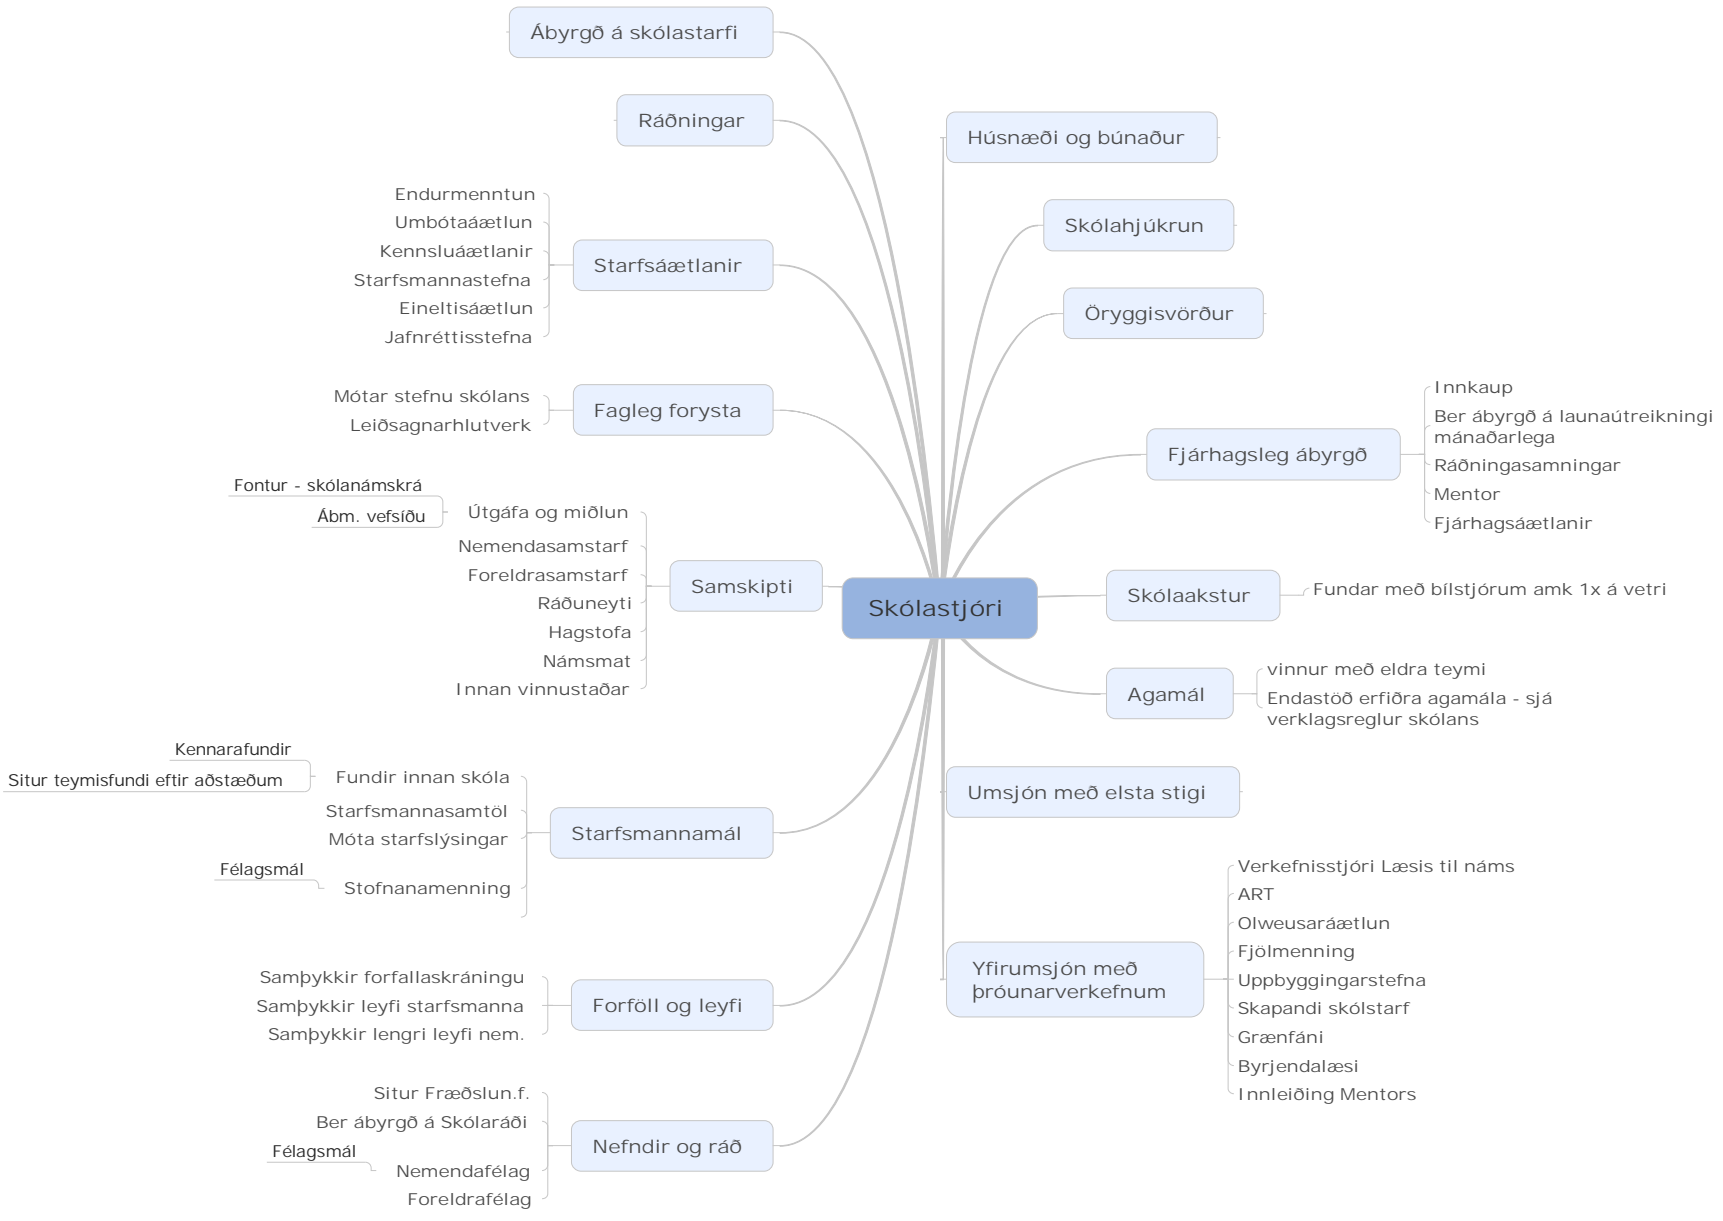 Skólastjóri
Ábyrgð á skólastarfi
Ráðningar
Starfsáætlanir
Endurmenntun
Umbótaáætlun
Kennsluáætlanir
Starfsmannastefna
Eineltisáætlun
Jafnréttisstefna
Fagleg forysta
Mótar stefnu skólans
Leiðsagnarhlutverk
Samskipti
Útgáfa og miðlun
Fontur - skólanámskrá
Ábm. vefsíðu
Nemendasamstarf
Foreldrasamstarf
Ráðuneyti
Hagstofa
Námsmat
Innan vinnustaðar
Starfsmannamál
Fundir innan skóla
Kennarafundir
Situr teymisfundi eftir aðstæðum
Starfsmannasamtöl
Móta starfslýsingar
Stofnanamenning
Félagsmál
Forföll og leyfi
Samþykkir forfallaskráningu
Samþykkir leyfi starfsmanna
Samþykkir lengri leyfi nem.
Nefndir og ráð
Situr Fræðslun.f.
Ber ábyrgð á Skólaráði
Nemendafélag
Félagsmál
Foreldrafélag
Húsnæði og búnaður
Skólahjúkrun
Öryggisvörður
Fjárhagsleg ábyrgð
Innkaup
Ber ábyrgð á launaútreikningi
mánaðarlega
Ráðningasamningar
Mentor
Fjárhagsáætlanir
Skólaakstur
Fundar með bílstjórum amk 1x á vetri
Agamál
vinnur með eldra teymi
Endastöð erfiðra agamála - sjá
verklagsreglur skólans
Umsjón með elsta stigi
Yfirumsjón með
þróunarverkefnum
Verkefnisstjóri Læsis til náms
ART
Olweusaráætlun
Fjölmenning
Uppbyggingarstefna
Skapandi skólstarf
Grænfáni
Byrjendalæsi
Innleiðing Mentors